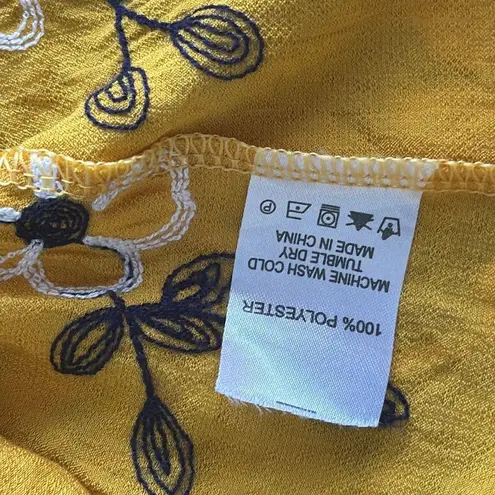 100% POLYESTER
MACHINE WASH COLD
TUMBLE DRY
MADE IN CHINA